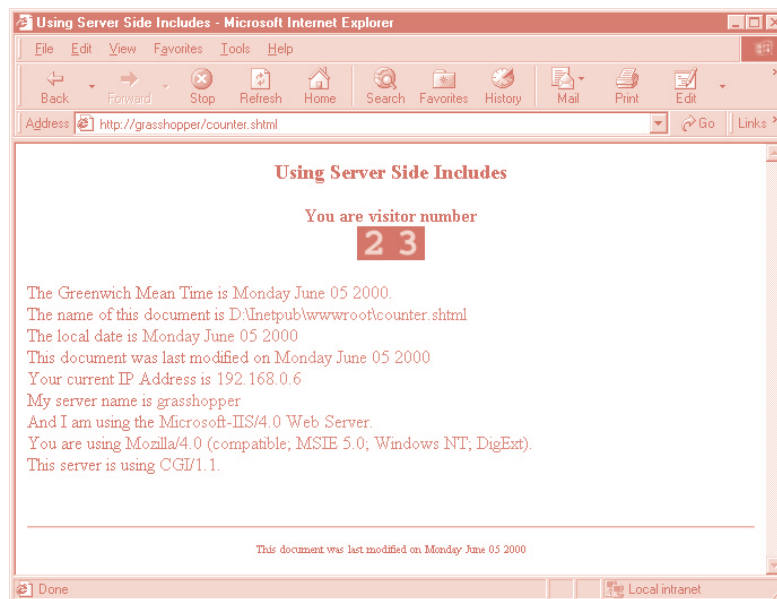 Using Server Side Includes - Microsoft Internet Explorer
File Edit View Favorites Tools Help
Back Forward Stop Refresh Home Search Favorites History Mail Print Edit
Address http://grasshopper/counter.shtml Go Links
Using Server Side Includes
You are visitor number
2 3
The Greenwich Mean Time is Monday June 05 2000.
The name of this document is D:\Inetpub\wwwroot\counter.shtml
The local date is Monday June 05 2000
This document was last modified on Monday June 05 2000
Your current IP Address is 192.168.0.6
My server name is grasshopper
And I am using the Microsoft-IIS/4.0 Web Server.
You are using Mozilla/4.0 (compatible; MSIE 5.0; Windows NT; DigExt).
This server is using CGI/1.1.
This document was last modified on Monday June 05 2000
Done Local intranet